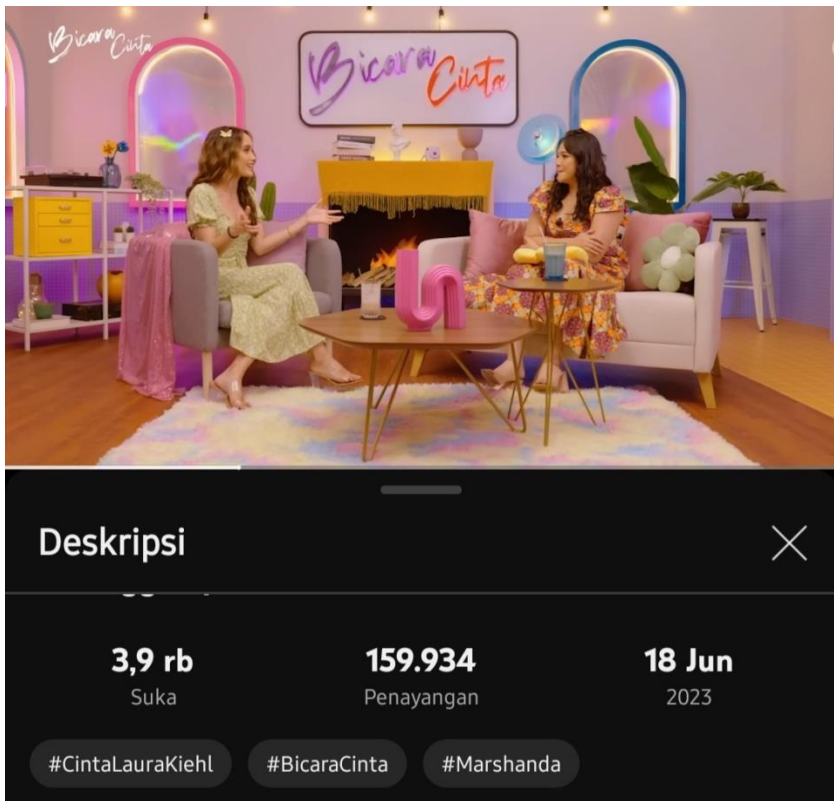 Bicara Cinta
Bicara Cinta
Deskripsi
3,9 rb
159.934
18 Jun
Suka
Penayangan
2023
#CintaLauraKiehl
#BicaraCinta
#Marshanda